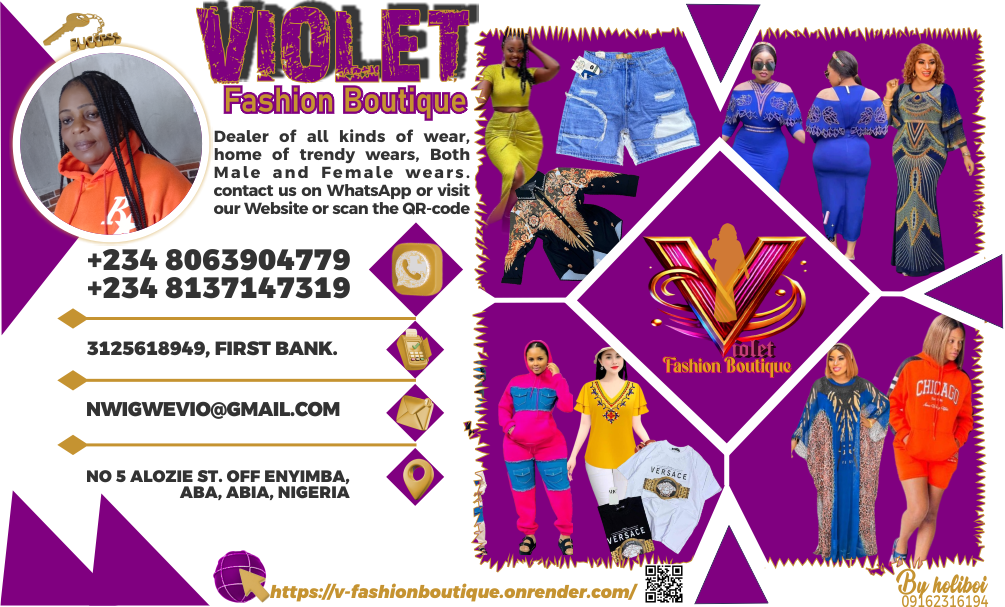 SUCCESS
VIOLET
Fashion Boutique
Dealer of all kinds of wear,
home of trendy wears, Both
Male and Female wears.
contact us on WhatsApp or visit
our Website or scan the QR-code
+234 8063904779
+234 8137147319
3125618949, FIRST BANK.
NWIGWEVIO@GMAIL.COM
NO 5 ALOZIE ST. OFF ENYIMBA,
ABA, ABIA, NIGERIA
https://v-fashionboutique.onrender.com/
V
iolet
Fashion Boutique
VERSACE
VERSACE
UK
CHICAGO
By holiboi
09162316194